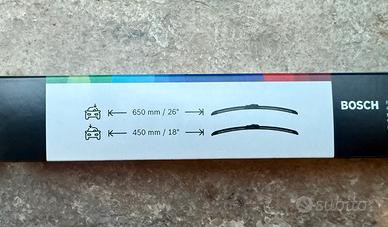 650 mm / 26"
BOSCH
450 mm / 18"
subito